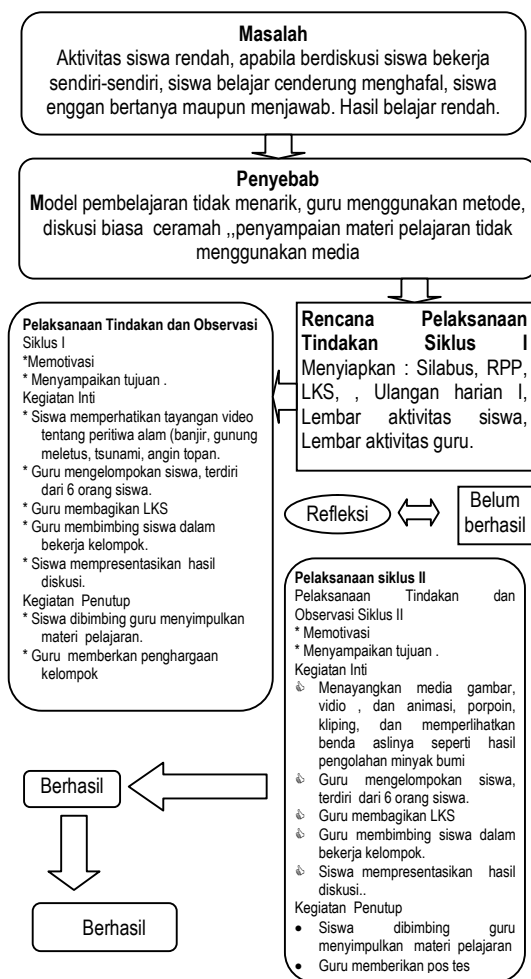 Masalah
Aktivitas siswa rendah, apabila berdiskusi siswa bekerja
sendiri-sendiri, siswa belajar cenderung menghafal, siswa
enggan bertanya maupun menjawab. Hasil belajar rendah.
Penyebab
Model pembelajaran tidak menarik, guru menggunakan metode,
diskusi biasa ceramah ,,penyampaian materi pelajaran tidak
menggunakan media
Rencana Pelaksanaan
Tindakan Siklus I
Menyiapkan : Silabus, RPP,
LKS, , Ulangan harian I,
Lembar aktivitas siswa,
Lembar aktivitas guru.
Pelaksanaan Tindakan dan Observasi
Siklus I
*Memotivasi
* Menyampaikan tujuan .
Kegiatan Inti
* Siswa memperhatikan tayangan video
tentang peritiwa alam (banjir, gunung
meletus, tsunami, angin topan.
* Guru mengelompokan siswa, terdiri
dari 6 orang siswa.
* Guru membagikan LKS
* Guru membimbing siswa dalam
bekerja kelompok.
* Siswa mempresentasikan hasil
diskusi.
Kegiatan Penutup
* Siswa dibimbing guru menyimpulkan
materi pelajaran.
* Guru memberkan penghargaan
kelompok
Refleksi
Belum
berhasil
Pelaksanaan siklus II
Pelaksanaan Tindakan dan
Observasi Siklus II
* Memotivasi
* Menyampaikan tujuan .
Kegiatan Inti
Menayangkan media gambar,
vidio , dan animasi, porpoin,
kliping, dan memperlihatkan
benda aslinya seperti hasil
pengolahan minyak bumi
Guru mengelompokan siswa,
terdiri dari 6 orang siswa.
Guru membagikan LKS
Guru membimbing siswa dalam
bekerja kelompok.
Siswa mempresentasikan hasil
diskusi..
Kegiatan Penutup
• Siswa dibimbing guru
menyimpulkan materi pelajaran
• Guru memberikan pos tes
Berhasil
Berhasil